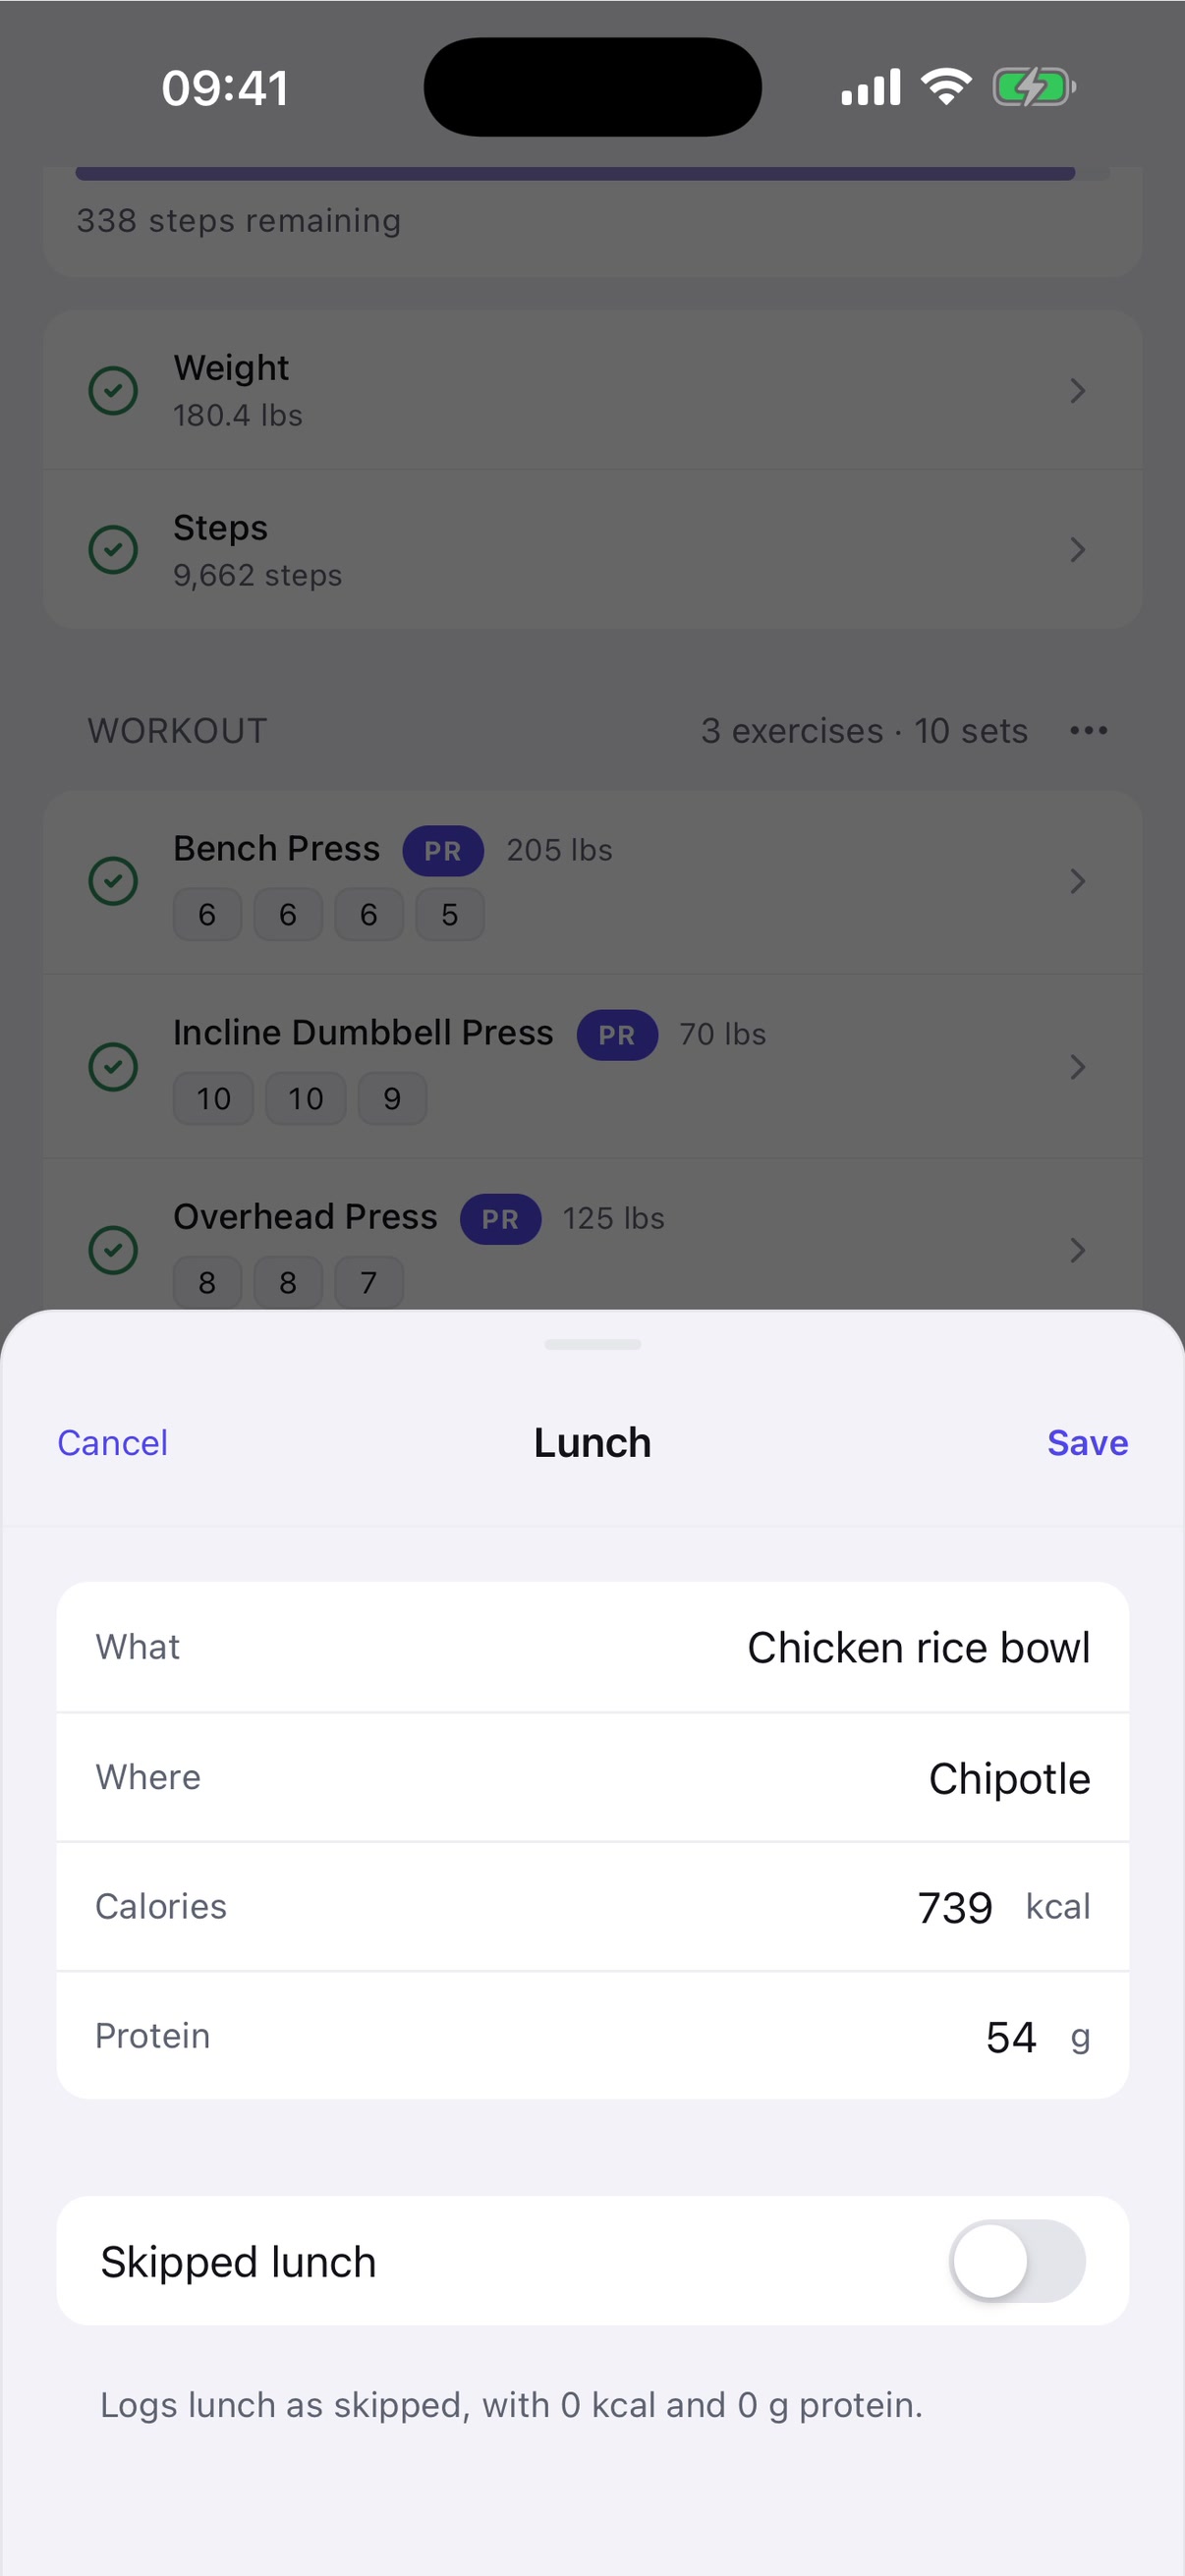 09:41
338 steps remaining
Weight
180.4 lbs
Steps
9,662 steps
WORKOUT 3 exercises · 10 sets
Bench Press PR 205 lbs
6 6 6 5
Incline Dumbbell Press PR 70 lbs
10 10 9
Overhead Press PR 125 lbs
8 8 7
Cancel Lunch Save
What Chicken rice bowl
Where Chipotle
Calories 739 kcal
Protein 54 g
Skipped lunch
Logs lunch as skipped, with 0 kcal and 0 g protein.